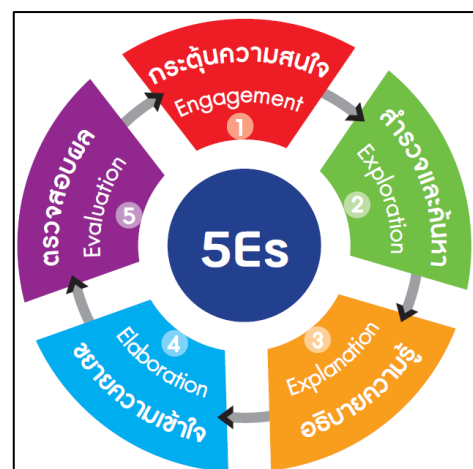 กระตุ้นความสนใจ
Engagement
1
สำรวจและค้นหา
Exploration
2
อธิบายความรู้
Explanation
3
ขยายความเข้าใจ
Elaboration
4
ตรวจสอบผล
Evaluation
5
5Es